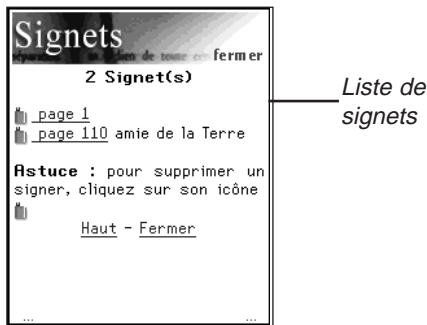 Signets
fermer
2 Signet(s)
page 1
page 110 amie de la Terre
Astuce : pour supprimer un
signer, cliquez sur son icône
Haut - Fermer
... ...
Liste de
signets